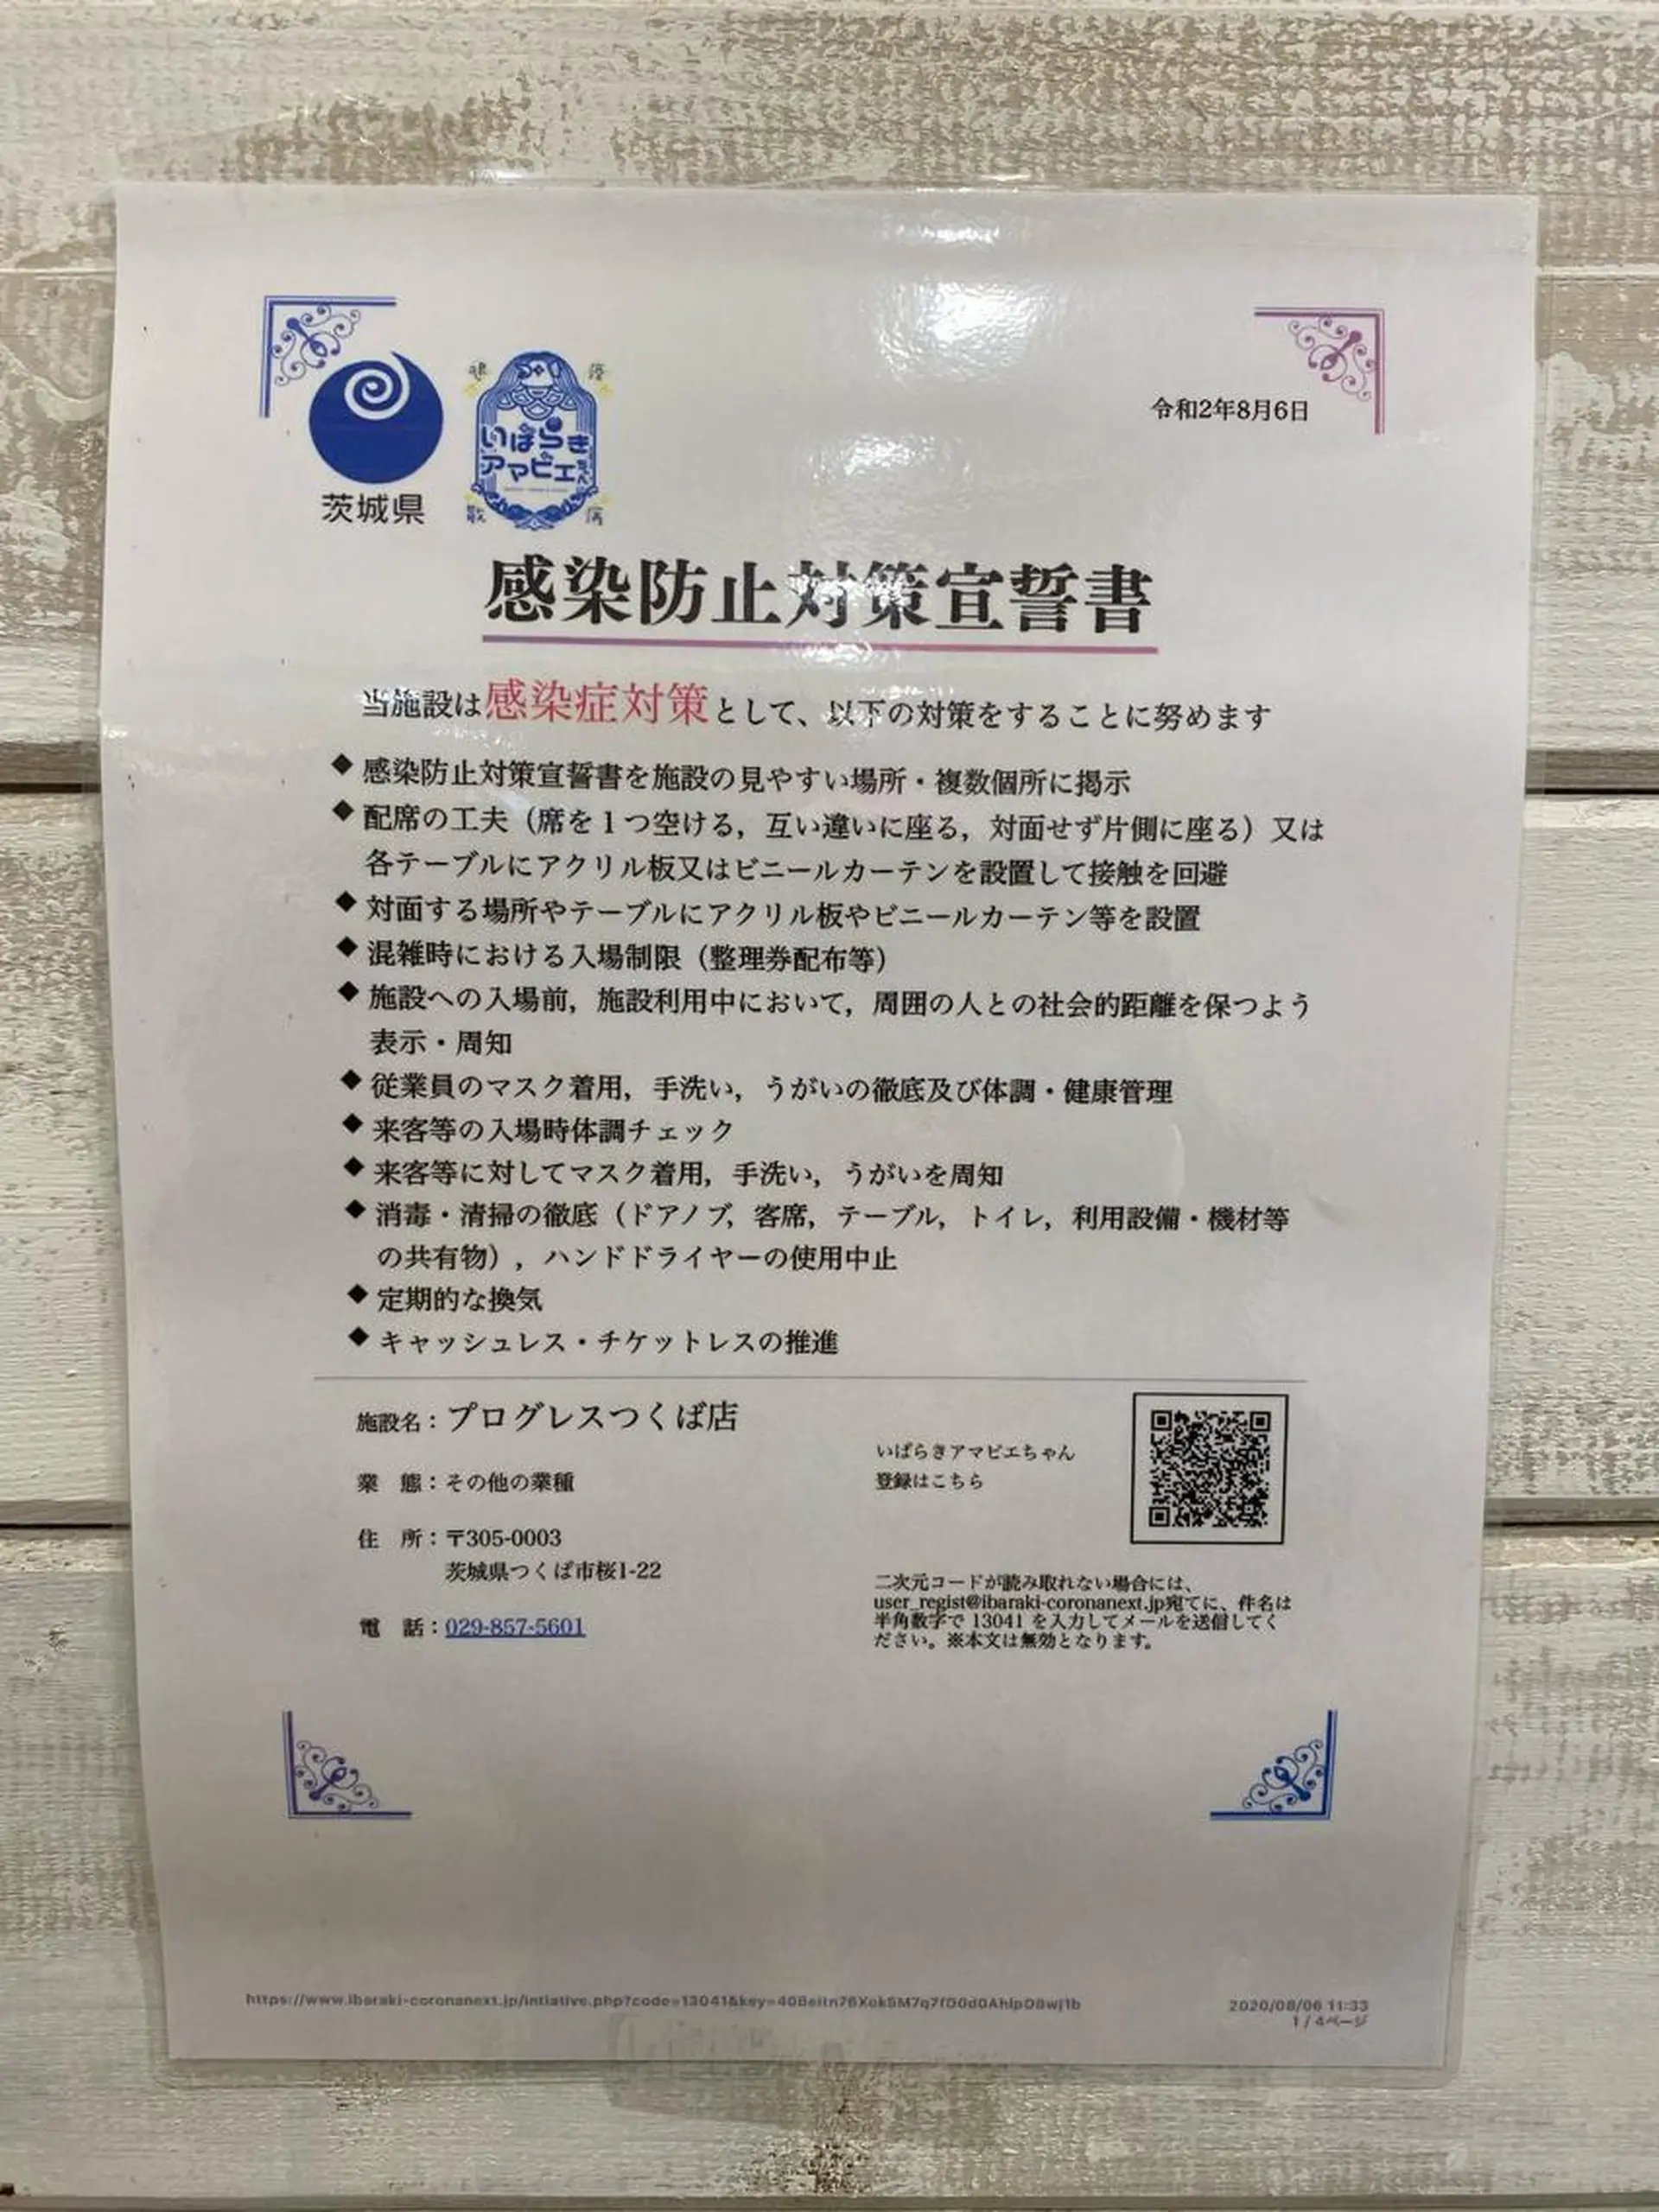 令和2年8月6日
茨城県
いばらき
アマビエちゃん
感染防止対策宣誓書
当施設は感染症対策として、以下の対策をすることに努めます
◆ 感染防止対策宣誓書を施設の見やすい場所・複数個所に掲示
◆ 配席の工夫（席を1つ空ける，互い違いに座る，対面せず片側に座る）又は
各テーブルにアクリル板又はビニールカーテンを設置して接触を回避
◆ 対面する場所やテーブルにアクリル板やビニールカーテン等を設置
◆ 混雑時における入場制限（整理券配布等）
◆ 施設への入場前，施設利用中において，周囲の人との社会的距離を保つよう
表示・周知
◆ 従業員のマスク着用，手洗い，うがいの徹底及び体調・健康管理
◆ 来客等の入場時体調チェック
◆ 来客等に対してマスク着用，手洗い，うがいを周知
◆ 消毒・清掃の徹底（ドアノブ，客席，テーブル，トイレ，利用設備・機材等
の共有物），ハンドドライヤーの使用中止
◆ 定期的な換気
◆ キャッシュレス・チケットレスの推進
施設名：プログレスつくば店
業　態：その他の業種
住　所：〒305-0003
茨城県つくば市桜1-22
電　話：029-857-5601
いばらきアマビエちゃん
登録はこちら
二次元コードが読み取れない場合には、
user_regist@ibaraki-coronanext.jp宛てに、件名は
半角数字で 13041 を入力してメールを送信してく
ださい。※本文は無効となります。
2020/08/06 11:33
1 / 4ページ